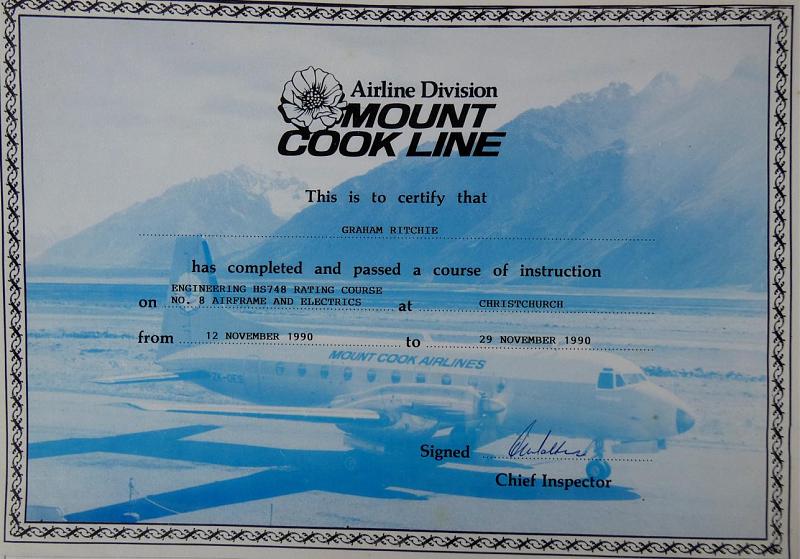 Airline Division
MOUNT
COOK LINE
This is to certify that
GRAHAM RITCHIE
has completed and passed a course of instruction
ENGINEERING HS748 RATING COURSE
on NO. 8 AIRFRAME AND ELECTRICS at CHRISTCHURCH
from 12 NOVEMBER 1990 to 29 NOVEMBER 1990
MOUNT COOK AIRLINES
Signed
Chief Inspector